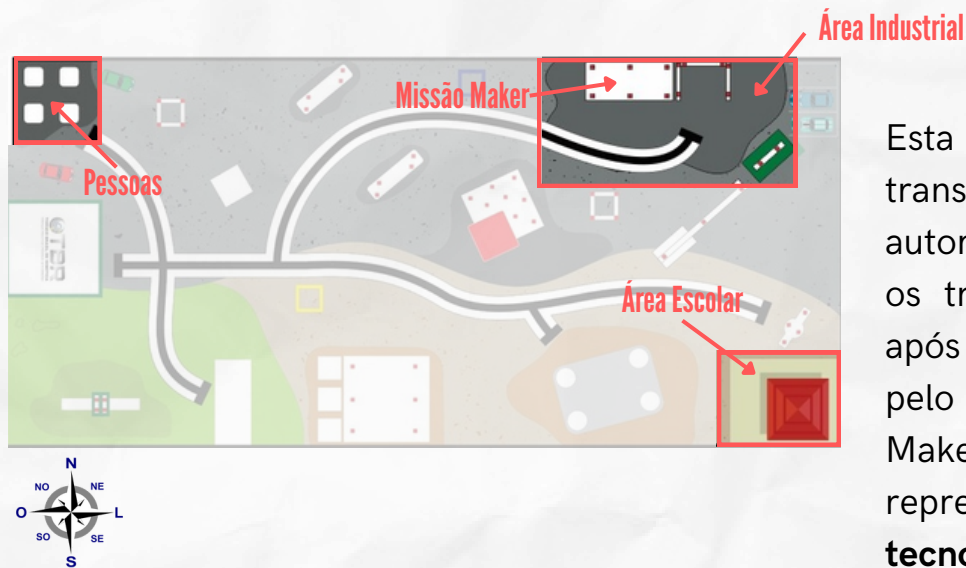 Área Industrial
Missão Maker
Pessoas
Área Escolar
TBR
N
NO
NE
O
L
SO
SE
S
Esta
trans
autor
os tr
após
pelo
Make
repre
tecno